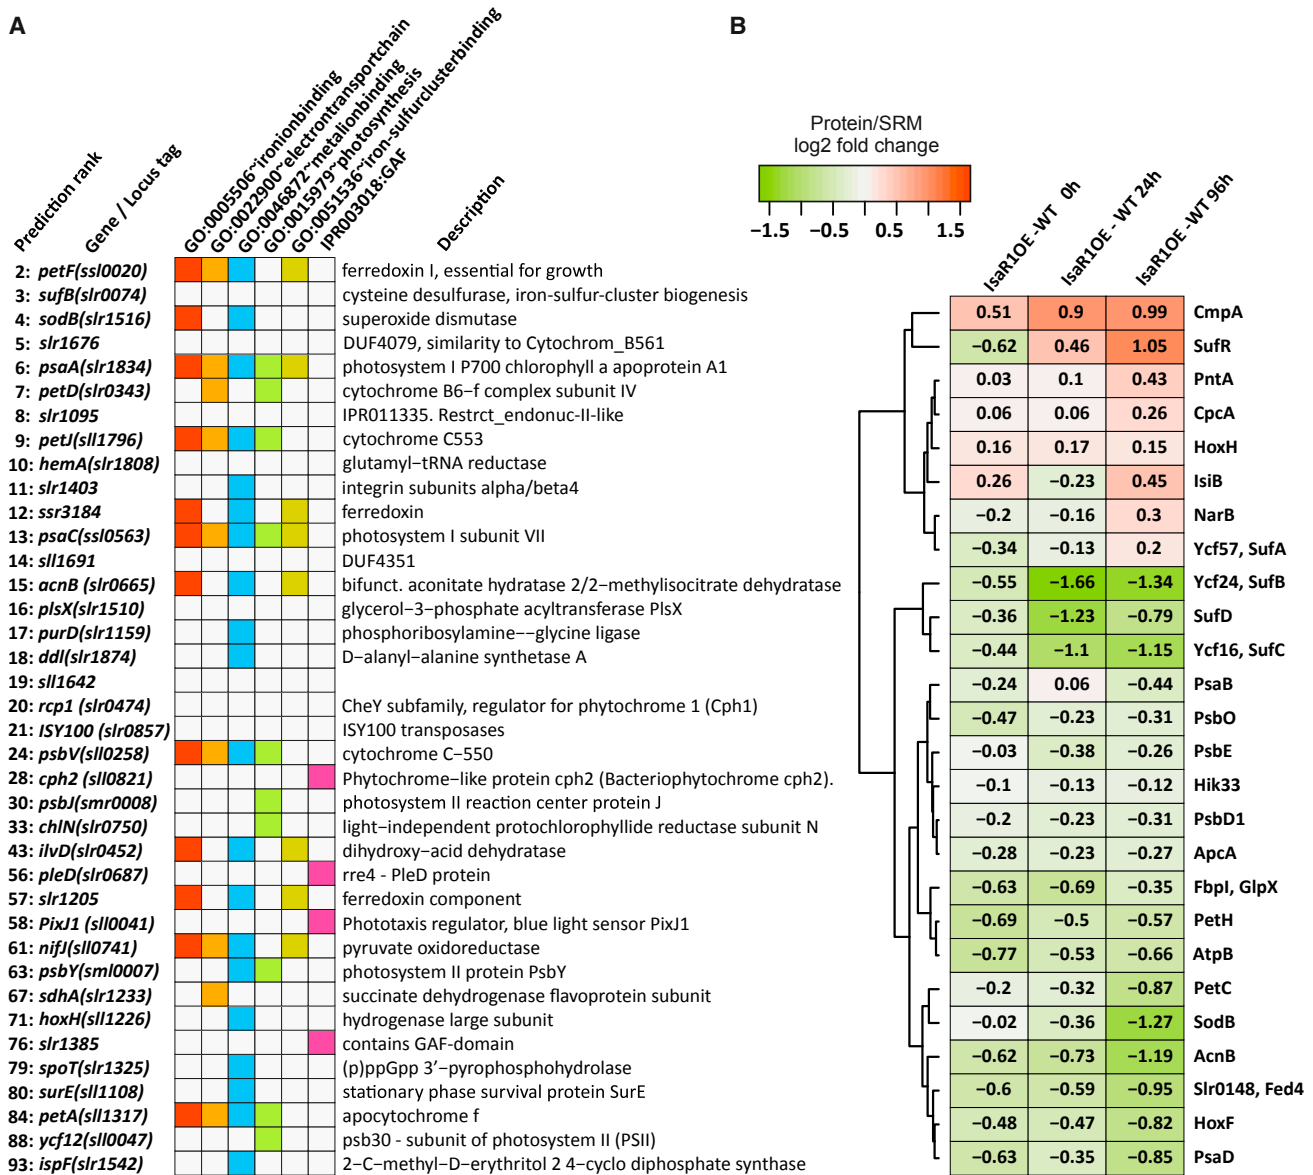 A
Prediction rank
Gene / Locus tag
GO:0005506~ironionbinding
GO:0022900~electrontransportchain
GO:0046872~metalionbinding
GO:0015979~photosynthesis
GO:0051536~iron-sulfurclusterbinding
IPR003018:GAF
Description
2: petF(ssl0020) ferredoxin I, essential for growth
3: sufB(slr0074) cysteine desulfurase, iron-sulfur-cluster biogenesis
4: sodB(slr1516) superoxide dismutase
5: slr1676 DUF4079, similarity to Cytochrom_B561
6: psaA(slr1834) photosystem I P700 chlorophyll a apoprotein A1
7: petD(slr0343) cytochrome B6−f complex subunit IV
8: slr1095 IPR011335. Restrct_endonuc-II-like
9: petJ(sll1796) cytochrome C553
10: hemA(slr1808) glutamyl−tRNA reductase
11: slr1403 integrin subunits alpha/beta4
12: ssr3184 ferredoxin
13: psaC(ssl0563) photosystem I subunit VII
14: sll1691 DUF4351
15: acnB (slr0665) bifunct. aconitate hydratase 2/2−methylisocitrate dehydratase
16: plsX(slr1510) glycerol−3−phosphate acyltransferase PlsX
17: purD(slr1159) phosphoribosylamine−−glycine ligase
18: ddl(slr1874) D−alanyl−alanine synthetase A
19: sll1642
20: rcp1 (slr0474) CheY subfamily, regulator for phytochrome 1 (Cph1)
21: ISY100 (slr0857) ISY100 transposases
24: psbV(sll0258) cytochrome C−550
28: cph2 (sll0821) Phytochrome−like protein cph2 (Bacteriophytochrome cph2).
30: psbJ(smr0008) photosystem II reaction center protein J
33: chlN(slr0750) light−independent protochlorophyllide reductase subunit N
43: ilvD(slr0452) dihydroxy−acid dehydratase
56: pleD(slr0687) rre4 - PleD protein
57: slr1205 ferredoxin component
58: PixJ1 (sll0041) Phototaxis regulator, blue light sensor PixJ1
61: nifJ(sll0741) pyruvate oxidoreductase
63: psbY(sml0007) photosystem II protein PsbY
67: sdhA(slr1233) succinate dehydrogenase flavoprotein subunit
71: hoxH(sll1226) hydrogenase large subunit
76: slr1385 contains GAF-domain
79: spoT(slr1325) (p)ppGpp 3’−pyrophosphohydrolase
80: surE(sll1108) stationary phase survival protein SurE
84: petA(sll1317) apocytochrome f
88: ycf12(sll0047) psb30 - subunit of photosystem II (PSII)
93: ispF(slr1542) 2−C−methyl−D−erythritol 2 4−cyclo diphosphate synthase
B
Protein/SRM
log2 fold change
−1.5 −0.5 0.5 1.5
IsaR1OE -WT 0h
IsaR1OE -WT 24h
IsaR1OE -WT 96h
0.51 0.9 0.99 CmpA
−0.62 0.46 1.05 SufR
0.03 0.1 0.43 PntA
0.06 0.06 0.26 CpcA
0.16 0.17 0.15 HoxH
0.26 −0.23 0.45 IsiB
−0.2 −0.16 0.3 NarB
−0.34 −0.13 0.2 Ycf57, SufA
−0.55 −1.66 −1.34 Ycf24, SufB
−0.36 −1.23 −0.79 SufD
−0.44 −1.1 −1.15 Ycf16, SufC
−0.24 0.06 −0.44 PsaB
−0.47 −0.23 −0.31 PsbO
−0.03 −0.38 −0.26 PsbE
−0.1 −0.13 −0.12 Hik33
−0.2 −0.23 −0.31 PsbD1
−0.28 −0.23 −0.27 ApcA
−0.63 −0.69 −0.35 FbpI, GlpX
−0.69 −0.5 −0.57 PetH
−0.77 −0.53 −0.66 AtpB
−0.2 −0.32 −0.87 PetC
−0.02 −0.36 −1.27 SodB
−0.62 −0.73 −1.19 AcnB
−0.6 −0.59 −0.95 Slr0148, Fed4
−0.48 −0.47 −0.82 HoxF
−0.63 −0.35 −0.85 PsaD